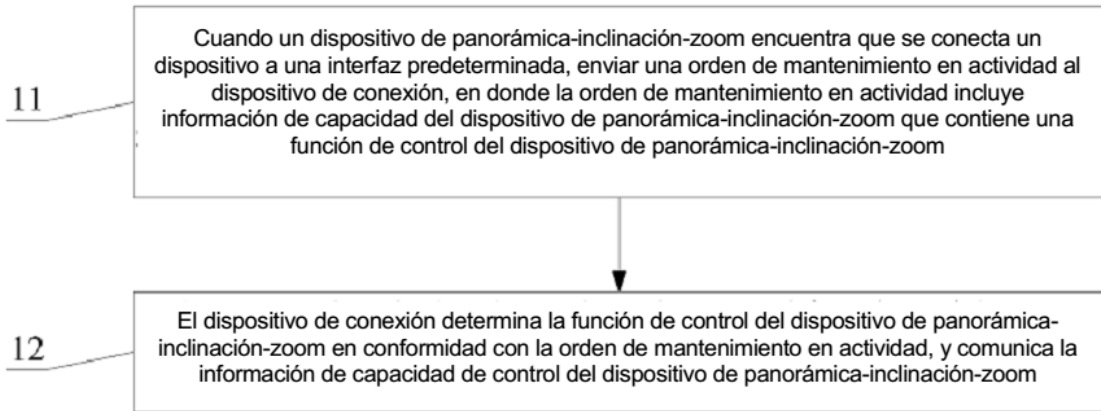 Cuando un dispositivo de panorámica-inclinación-zoom encuentra que se conecta un
dispositivo a una interfaz predeterminada, enviar una orden de mantenimiento en actividad al
dispositivo de conexión, en donde la orden de mantenimiento en actividad incluye
información de capacidad del dispositivo de panorámica-inclinación-zoom que contiene una
función de control del dispositivo de panorámica-inclinación-zoom
11
El dispositivo de conexión determina la función de control del dispositivo de panorámica-
inclinación-zoom en conformidad con la orden de mantenimiento en actividad, y comunica la
información de capacidad de control del dispositivo de panorámica-inclinación-zoom
12